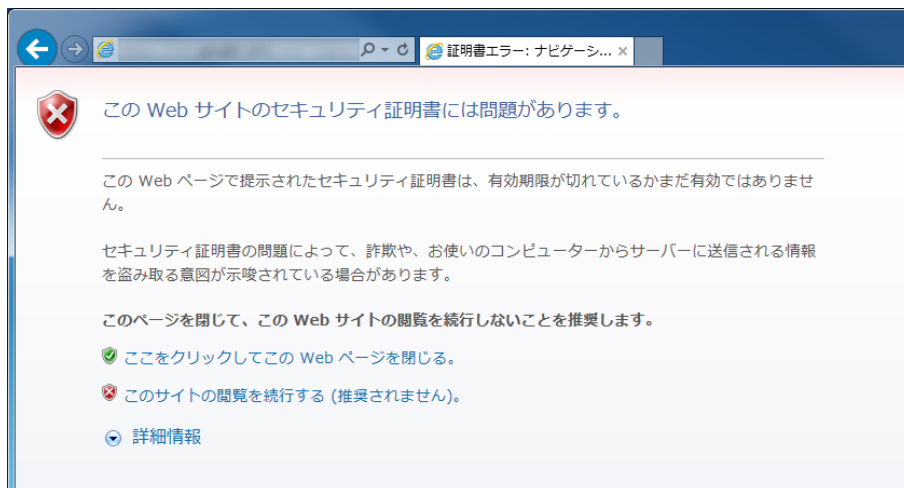 証明書エラー: ナビゲーシ...
この Web サイトのセキュリティ証明書には問題があります。
この Web ページで提示されたセキュリティ証明書は、有効期限が切れているかまだ有効ではありませ
ん。
セキュリティ証明書の問題によって、詐欺や、お使いのコンピューターからサーバーに送信される情報
を盗み取る意図が示唆されている場合があります。
このページを閉じて、この Web サイトの閲覧を続行しないことを推奨します。
ここをクリックしてこの Web ページを閉じる。
このサイトの閲覧を続行する (推奨されません)。
詳細情報